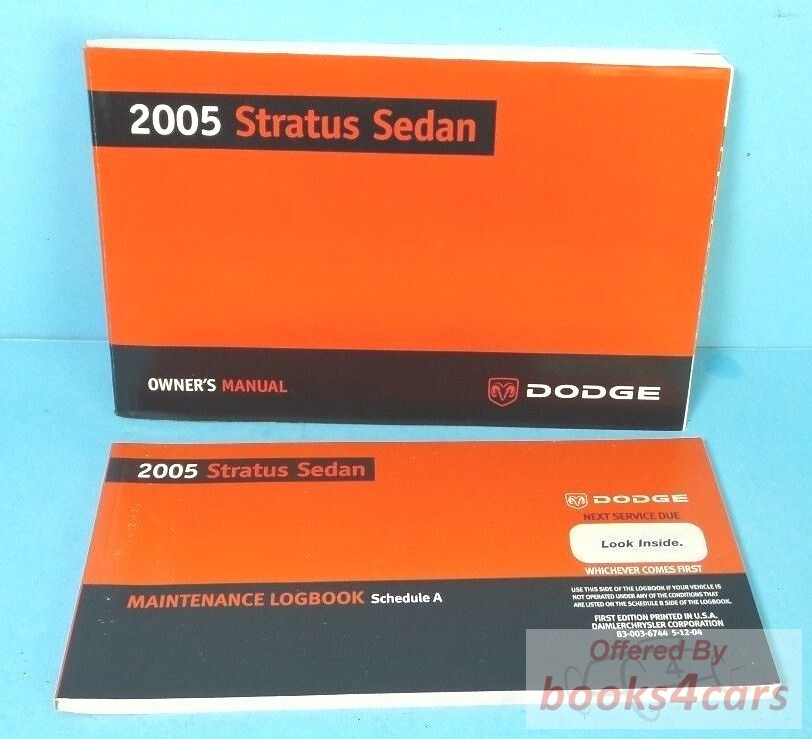 2005 Stratus Sedan
OWNER'S MANUAL
DODGE
2005 Stratus Sedan
DODGE
NEXT SERVICE DUE
Look Inside.
WHICHEVER COMES FIRST
MAINTENANCE LOGBOOK Schedule A
USE THIS SIDE OF THE LOGBOOK IF YOUR VEHICLE IS
NOT OPERATED UNDER ANY OF THE CONDITIONS THAT
ARE LISTED ON THE SCHEDULE B SIDE OF THE LOGBOOK.
FIRST EDITION PRINTED IN U.S.A.
DAIMLERCHRYSLER CORPORATION
83-003-6744 5-12-04
Offered By
books4cars